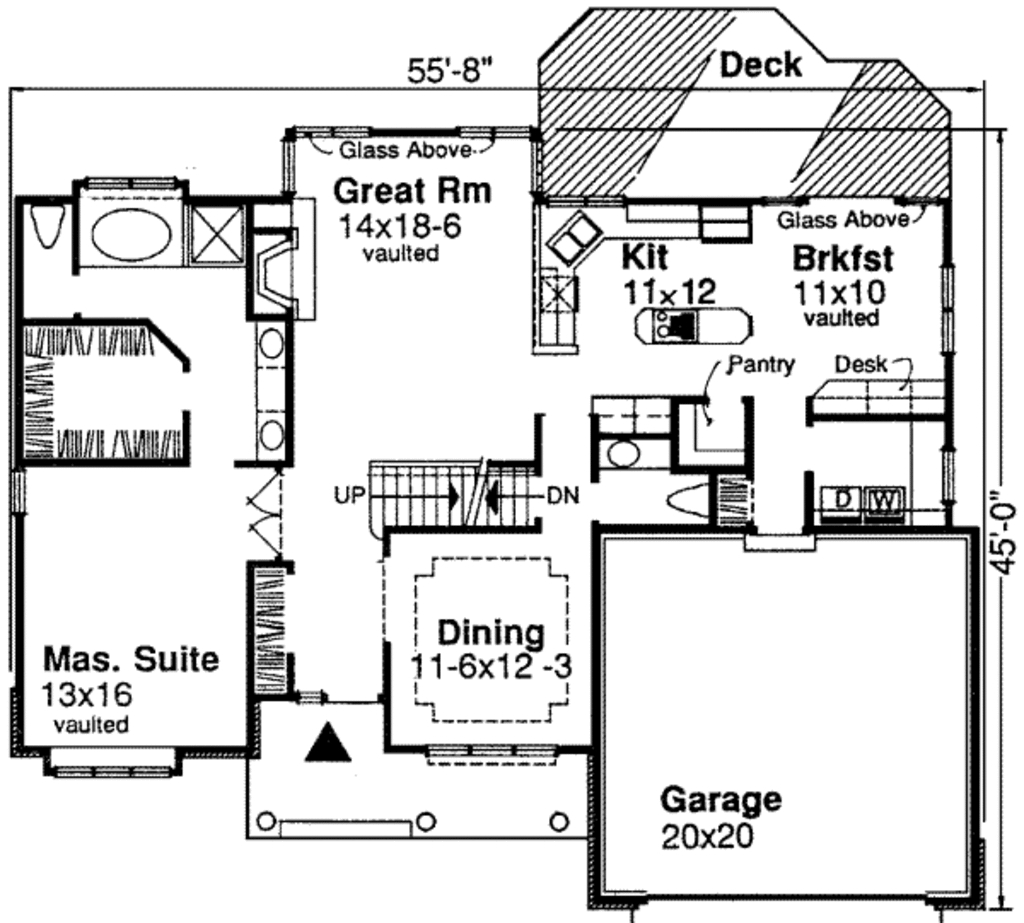 55'-8"
Deck
Glass Above
Great Rm
14x18-6
vaulted
Glass Above
Kit
11x12
Brkfst
11x10
vaulted
Pantry
Desk
UP
DN
D
W
45'-0"
Dining
11-6x12 -3
Mas. Suite
13x16
vaulted
Garage
20x20